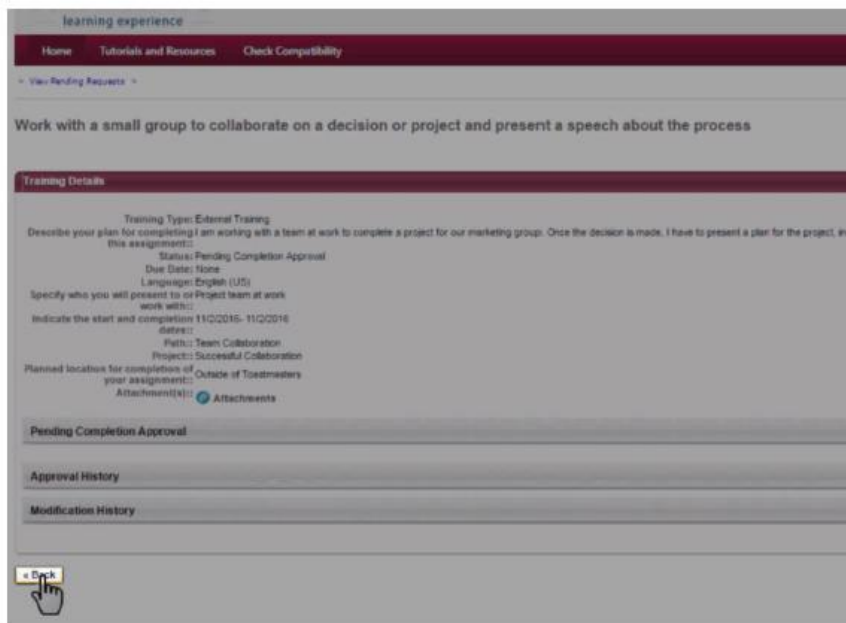 learning experience
Home Tutorials and Resources Check Compatibility
View Pending Requests
Work with a small group to collaborate on a decision or project and present a speech about the process
Training Details
Training Type: External Training
Describe your plan for completing I am working with a team at work to complete a project for our marketing group. Once the decision is made, I have to present a plan for the project, in
this assignment::
Status: Pending Completion Approval
Due Date: None
Language: English (US)
Specify who you will present to or Project team at work
work with::
Indicate the start and completion 11/2/2016- 11/2/2016
dates::
Path:: Team Collaboration
Project:: Successful Collaboration
Planned location for completion of Outside of Toastmasters
your assignment::
Attachment(s):: Attachments
Pending Completion Approval
Approval History
Modification History
« Back